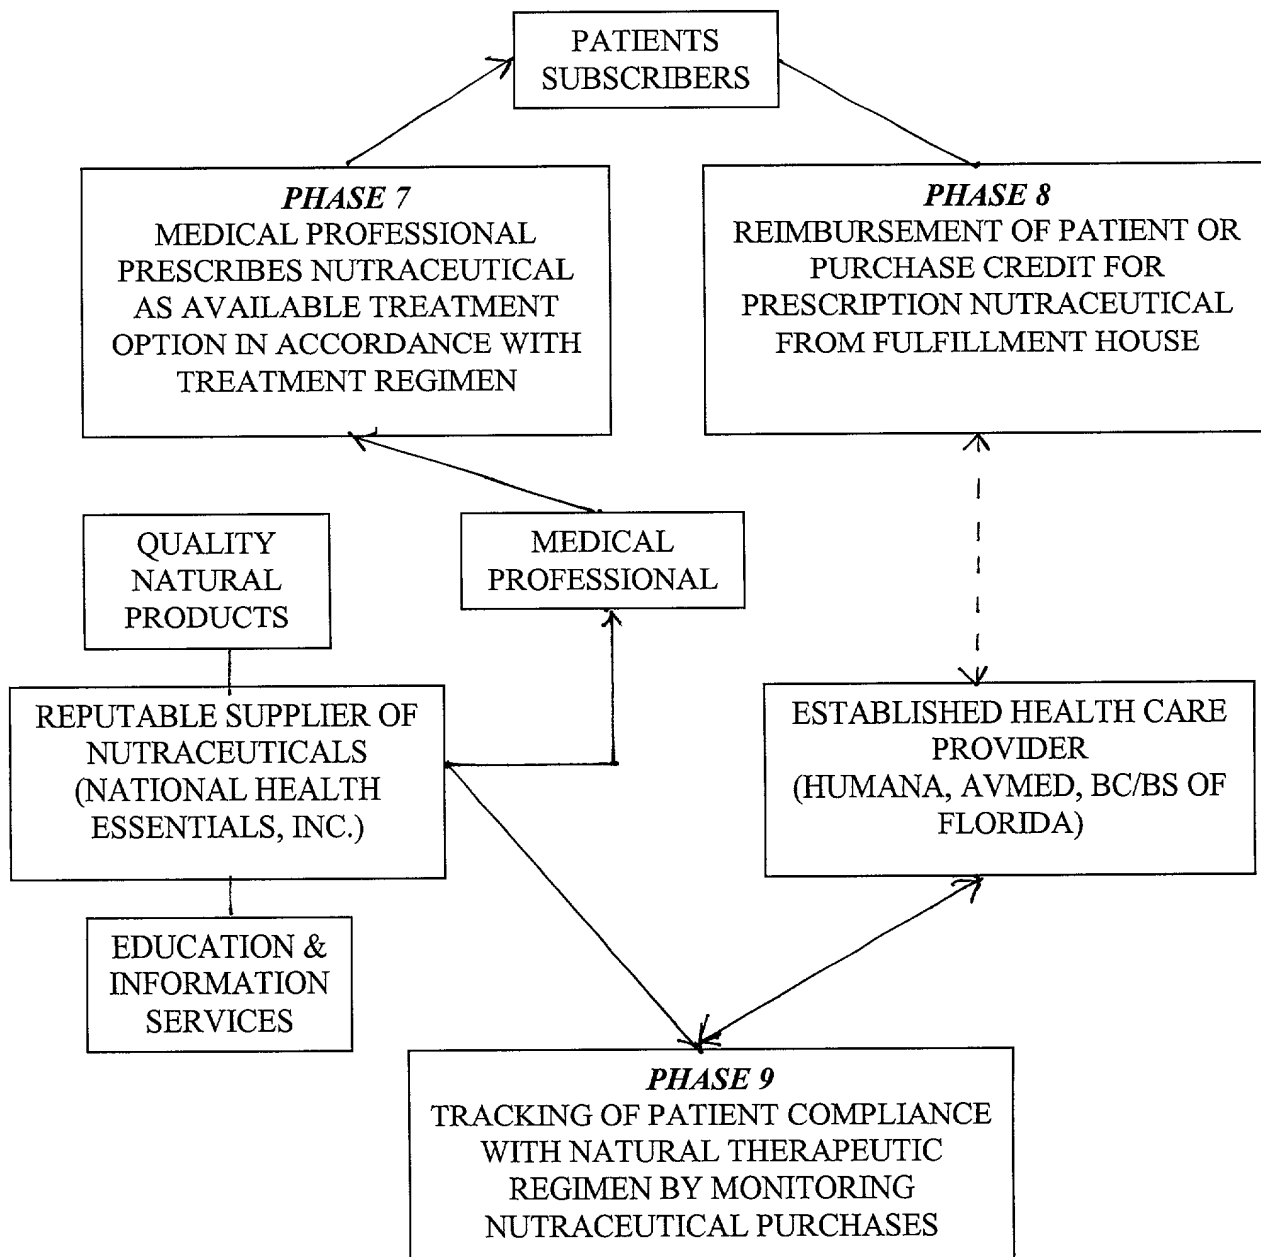 PATIENTS
SUBSCRIBERS
PHASE 7
MEDICAL PROFESSIONAL
PRESCRIBES NUTRACEUTICAL
AS AVAILABLE TREATMENT
OPTION IN ACCORDANCE WITH
TREATMENT REGIMEN
PHASE 8
REIMBURSEMENT OF PATIENT OR
PURCHASE CREDIT FOR
PRESCRIPTION NUTRACEUTICAL
FROM FULFILLMENT HOUSE
QUALITY
NATURAL
PRODUCTS
MEDICAL
PROFESSIONAL
REPUTABLE SUPPLIER OF
NUTRACEUTICALS
(NATIONAL HEALTH
ESSENTIALS, INC.)
ESTABLISHED HEALTH CARE
PROVIDER
(HUMANA, AVMED, BC/BS OF
FLORIDA)
EDUCATION &
INFORMATION
SERVICES
PHASE 9
TRACKING OF PATIENT COMPLIANCE
WITH NATURAL THERAPEUTIC
REGIMEN BY MONITORING
NUTRACEUTICAL PURCHASES